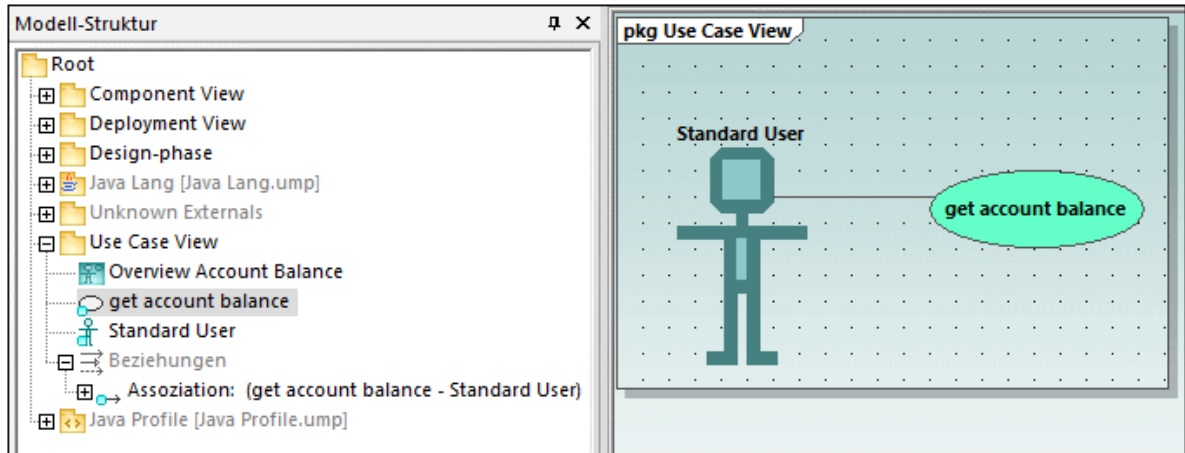 Modell-Struktur
Root
Component View
Deployment View
Design-phase
Java Lang [Java Lang.ump]
Unknown Externals
Use Case View
Overview Account Balance
get account balance
Standard User
Beziehungen
Assoziation: (get account balance - Standard User)
Java Profile [Java Profile.ump]
pkg Use Case View
Standard User
get account balance